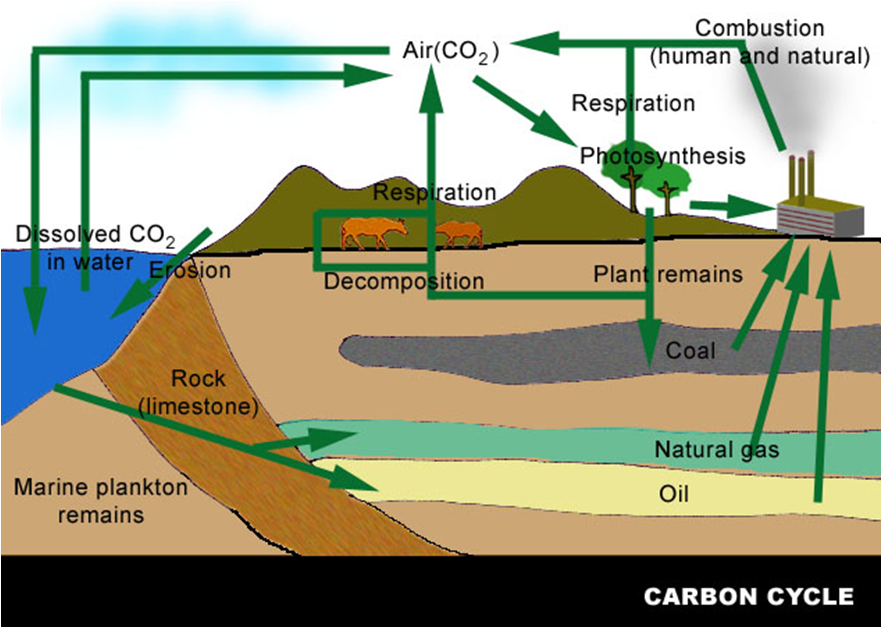 Combustion
(human and natural)
Air(CO₂)
Respiration
Photosynthesis
Respiration
Dissolved CO₂
in water
Erosion
Decomposition
Plant remains
Coal
Rock
(limestone)
Natural gas
Oil
Marine plankton
remains
CARBON CYCLE